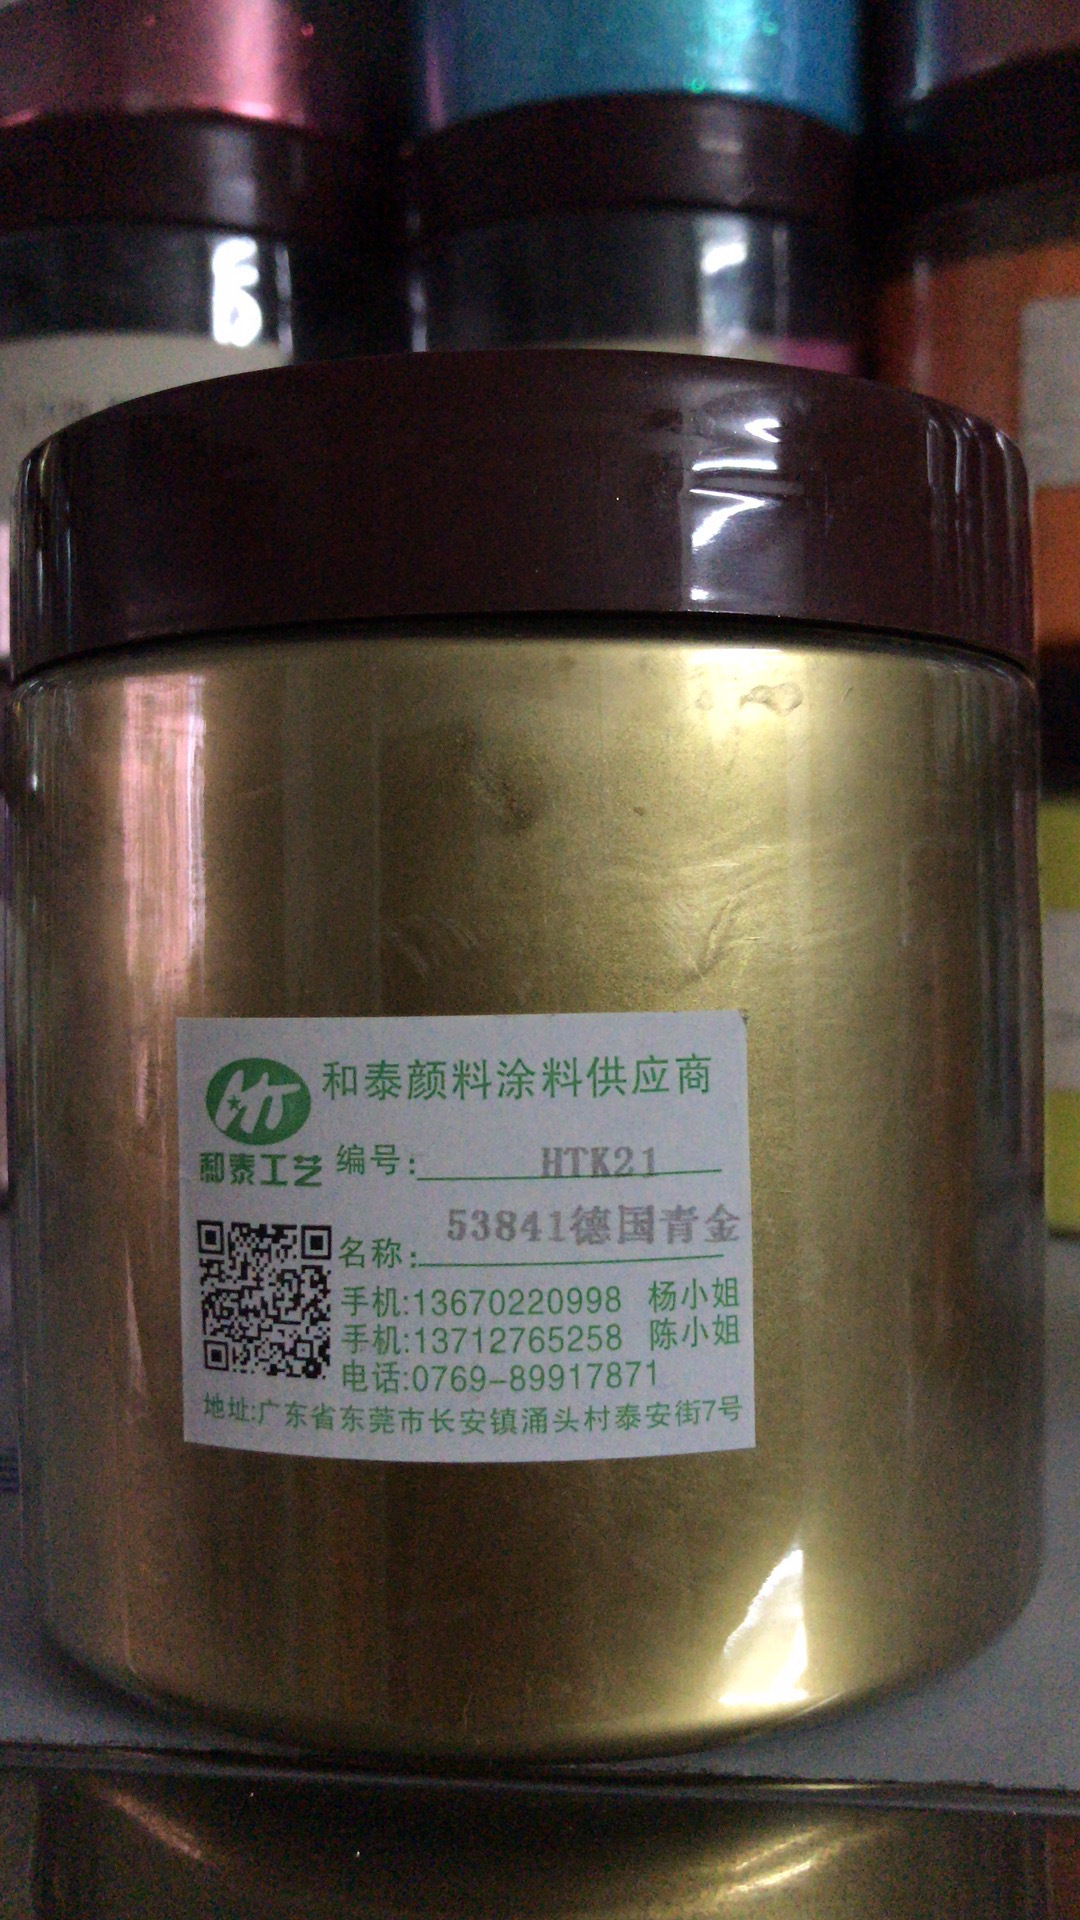 和泰颜料涂料供应商
和泰工艺
编号: HTK21
名称: 53841德国青金
手机:13670220998 杨小姐
手机:13712765258 陈小姐
电话:0769-89917871
地址:广东省东莞市长安镇涌头村泰安街7号